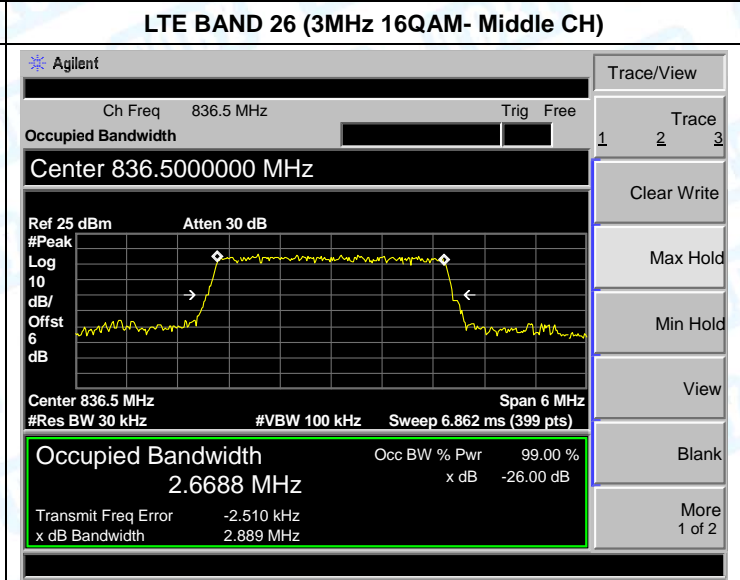 LTE BAND 26 (3MHz 16QAM- Middle CH)
Agilent
Trace/View
Ch Freq 836.5 MHz Trig Free
Occupied Bandwidth
Trace
1 2 3
Center 836.5000000 MHz
Clear Write
Ref 25 dBm Atten 30 dB
#Peak
Log
10
dB/
Offst
6
dB
Max Hold
Min Hold
Center 836.5 MHz Span 6 MHz
#Res BW 30 kHz #VBW 100 kHz Sweep 6.862 ms (399 pts)
View
Occupied Bandwidth Occ BW % Pwr 99.00 %
2.6688 MHz x dB -26.00 dB
Transmit Freq Error -2.510 kHz
x dB Bandwidth 2.889 MHz
Blank
More
1 of 2